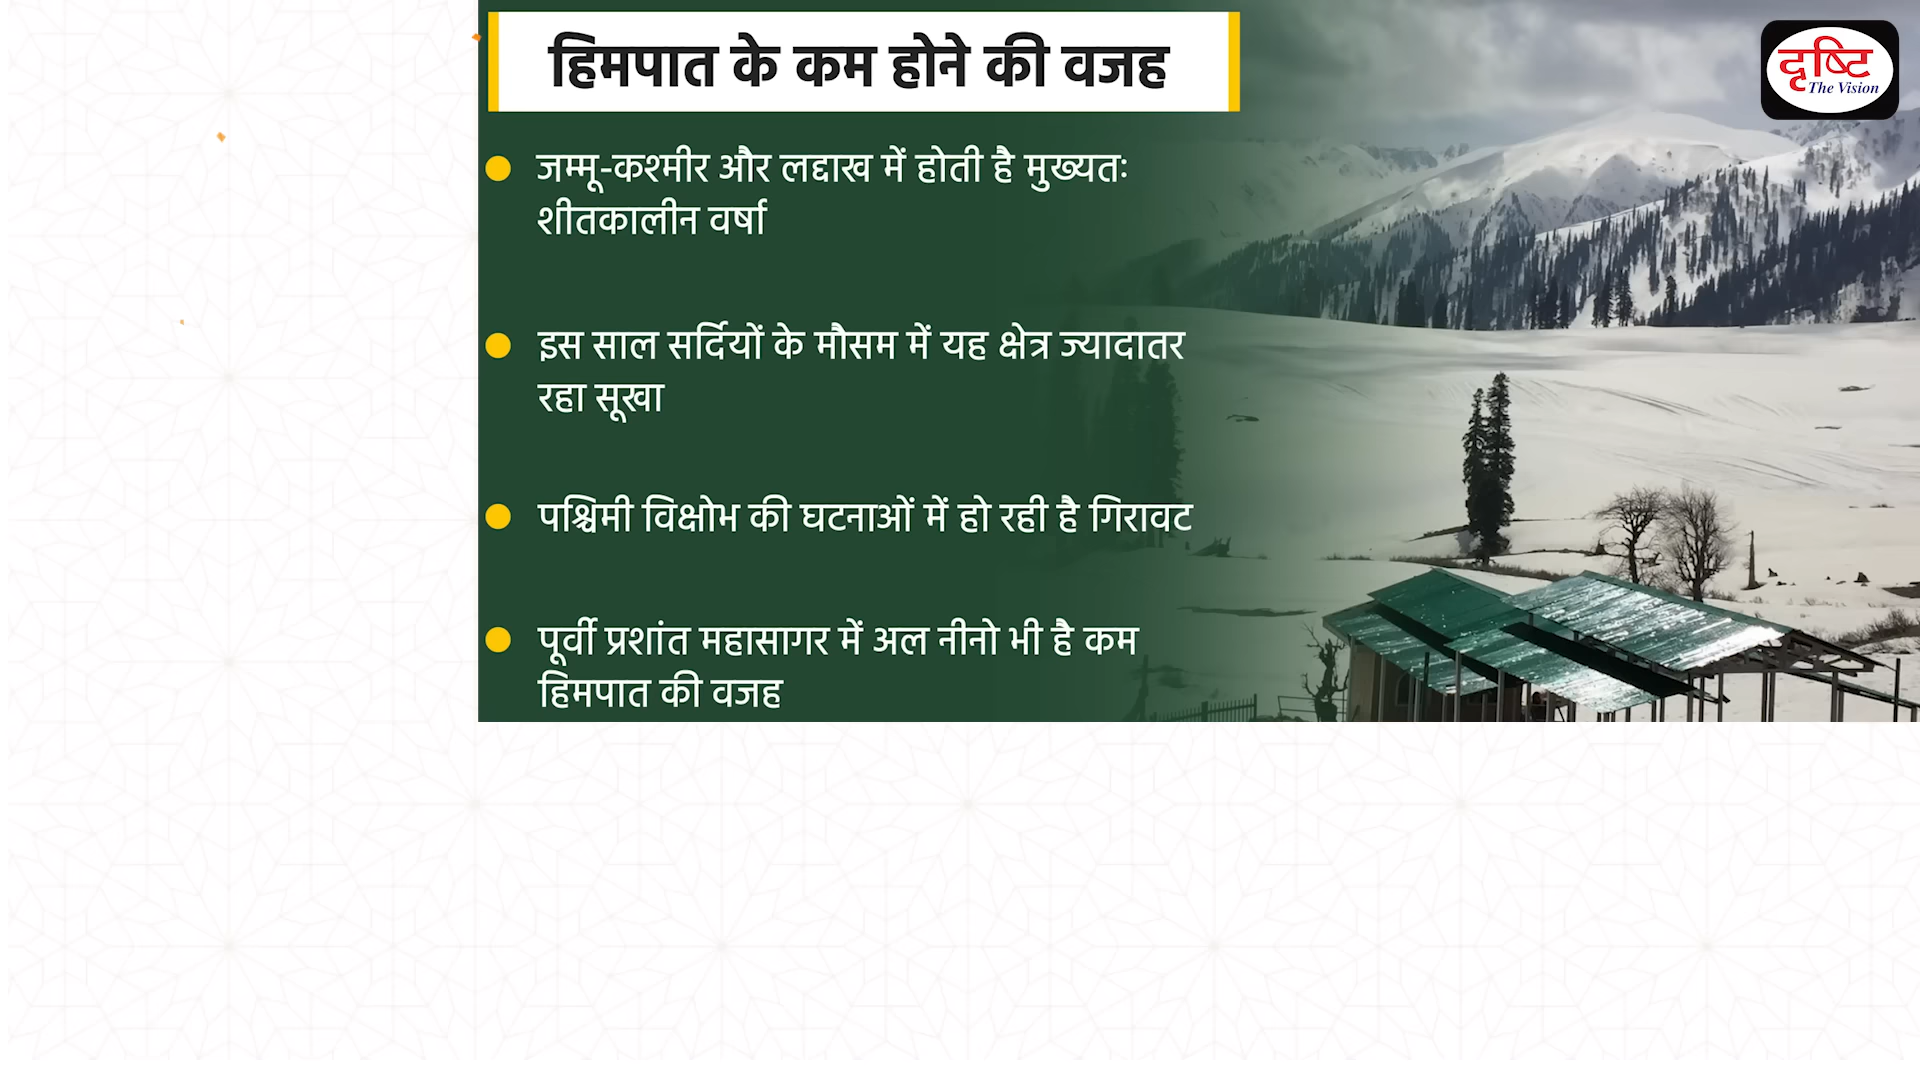 हिमपात के कम होने की वजह
दृष्टि
The Vision
जम्मू-कश्मीर और लद्दाख में होती है मुख्यतः
शीतकालीन वर्षा
इस साल सर्दियों के मौसम में यह क्षेत्र ज्यादातर
रहा सूखा
पश्चिमी विक्षोभ की घटनाओं में हो रही है गिरावट
पूर्वी प्रशांत महासागर में अल नीनो भी है कम
हिमपात की वजह